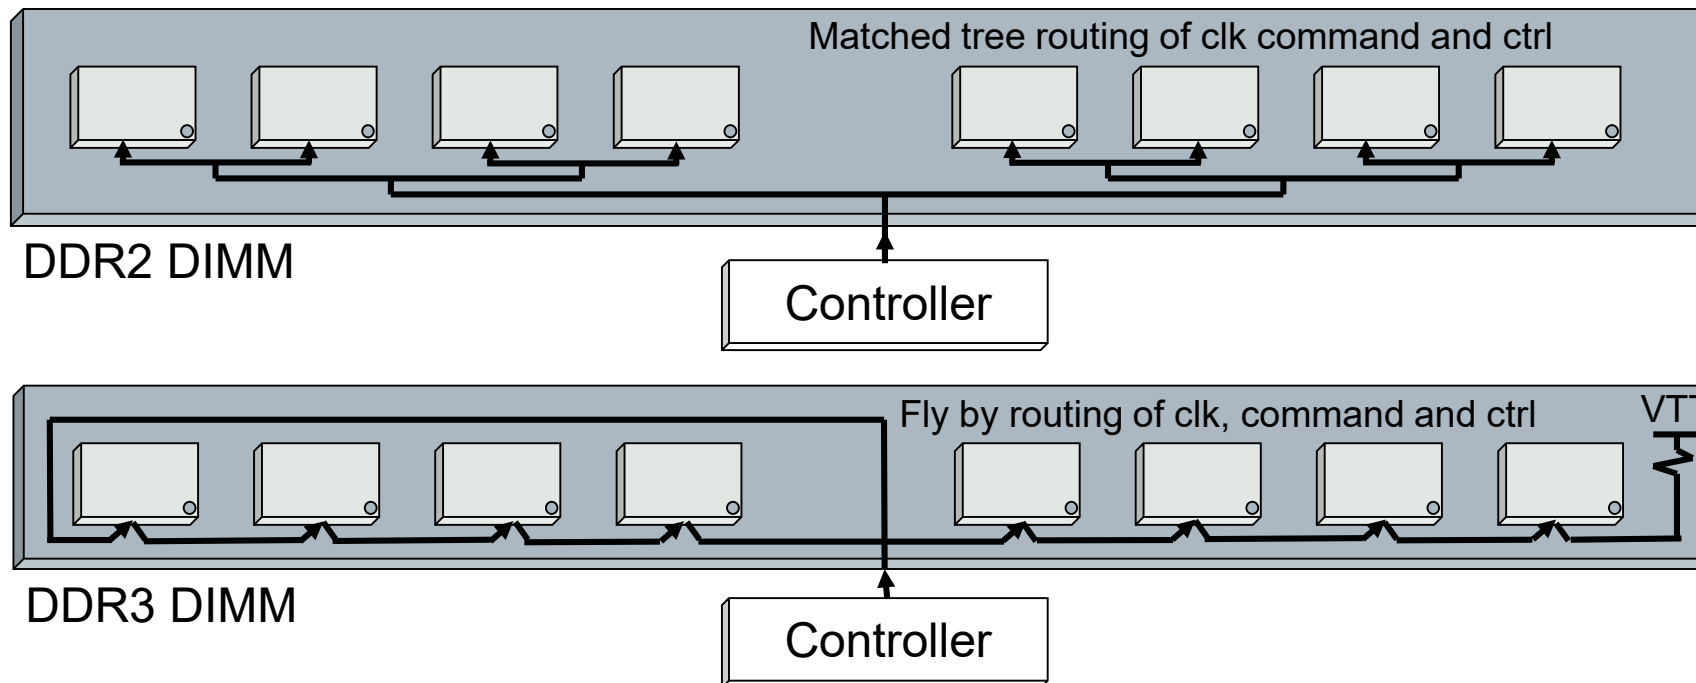 Matched tree routing of clk command and ctrl
DDR2 DIMM
Controller
Fly by routing of clk, command and ctrl
VTT
DDR3 DIMM
Controller